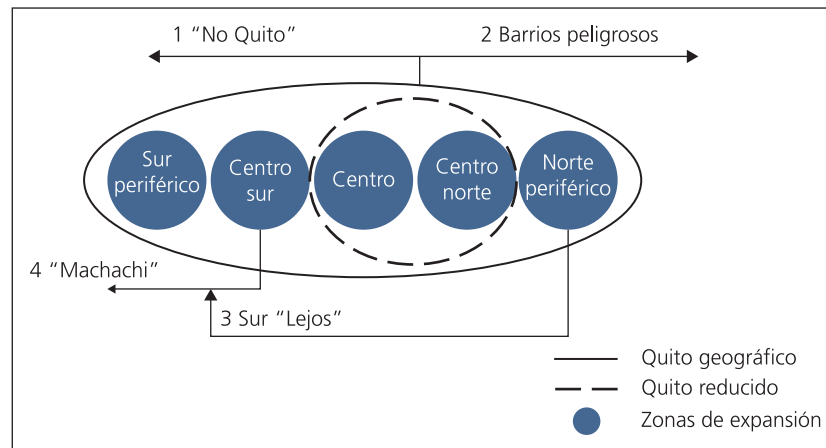 1 “No Quito”
2 Barrios peligrosos
Sur
periférico
Centro
sur
Centro
Centro
norte
Norte
periférico
4 “Machachi”
3 Sur “Lejos”
Quito geográfico
Quito reducido
Zonas de expansión